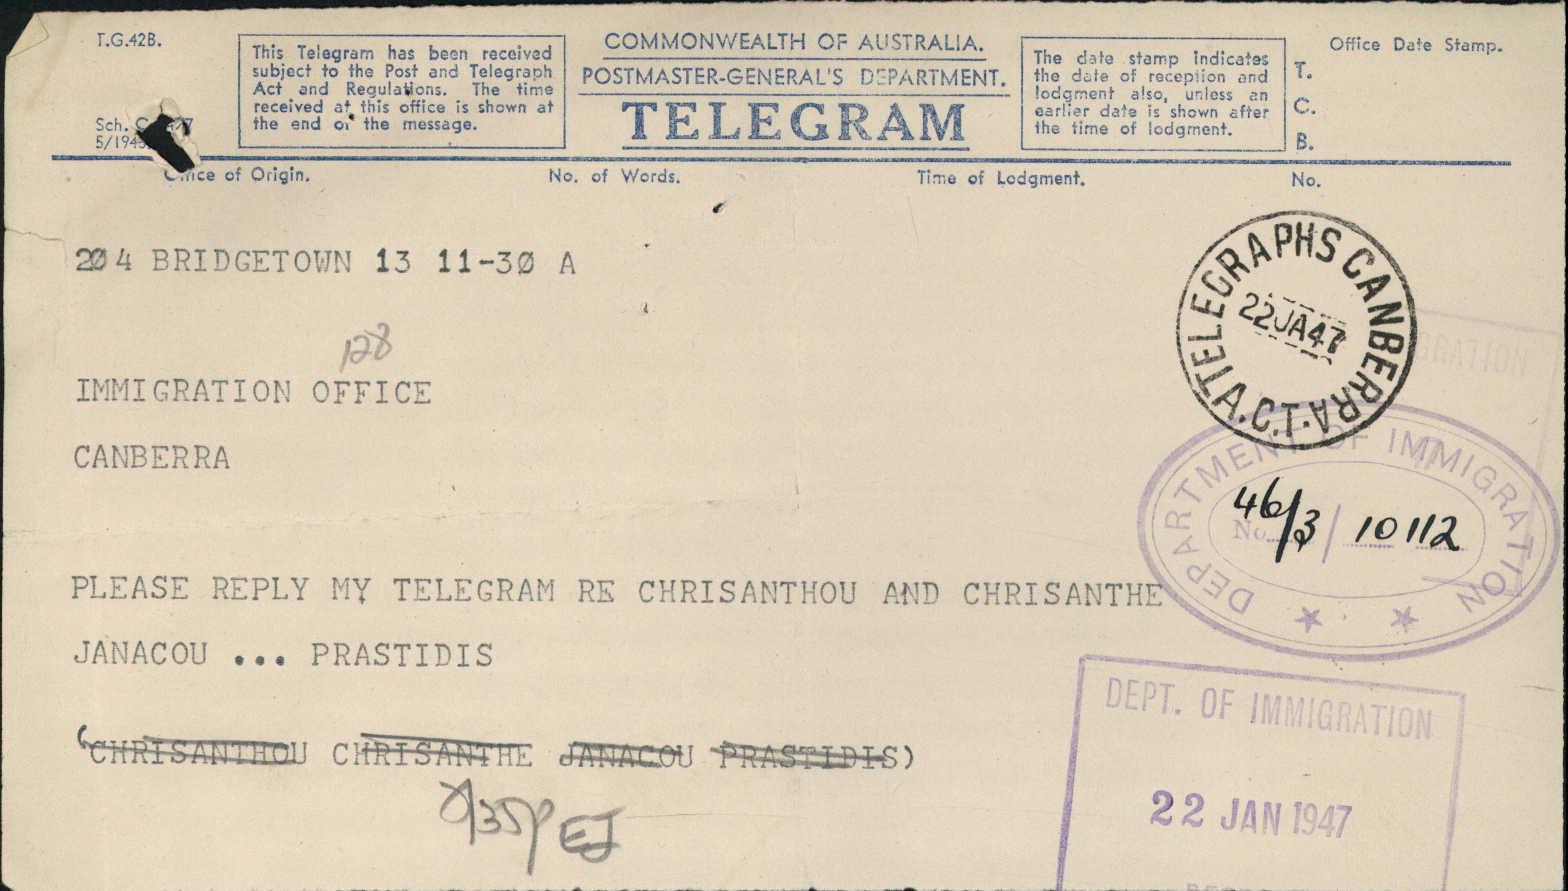 T.G.42B.
Sch. C
5/194
This Telegram has been received
subject to the Post and Telegraph
Act and Regulations. The time
received at this office is shown at
the end of the message.
COMMONWEALTH OF AUSTRALIA.
POSTMASTER-GENERAL'S DEPARTMENT.
TELEGRAM
The date stamp indicates
the date of reception and
lodgment also, unless an
earlier date is shown after
the time of lodgment.
T.
C.
B.
Office Date Stamp.
Office of Origin.
No. of Words.
Time of Lodgment.
No.
204 BRIDGETOWN 13 11-30 A
TELEGRAPHS CANBERRA. A.C.T.
22JA47
128
IMMIGRATION OFFICE
CANBERRA
DEPARTMENT OF IMMIGRATION
No. 46/3/10112
PLEASE REPLY MY TELEGRAM RE CHRISANTHOU AND CHRISANTHE
JANACOU ... PRASTIDIS
(CHRISANTHOU CHRISANTHE JANACOU PRASTIDIS)
EJ
DEPT. OF IMMIGRATION
22 JAN 1947